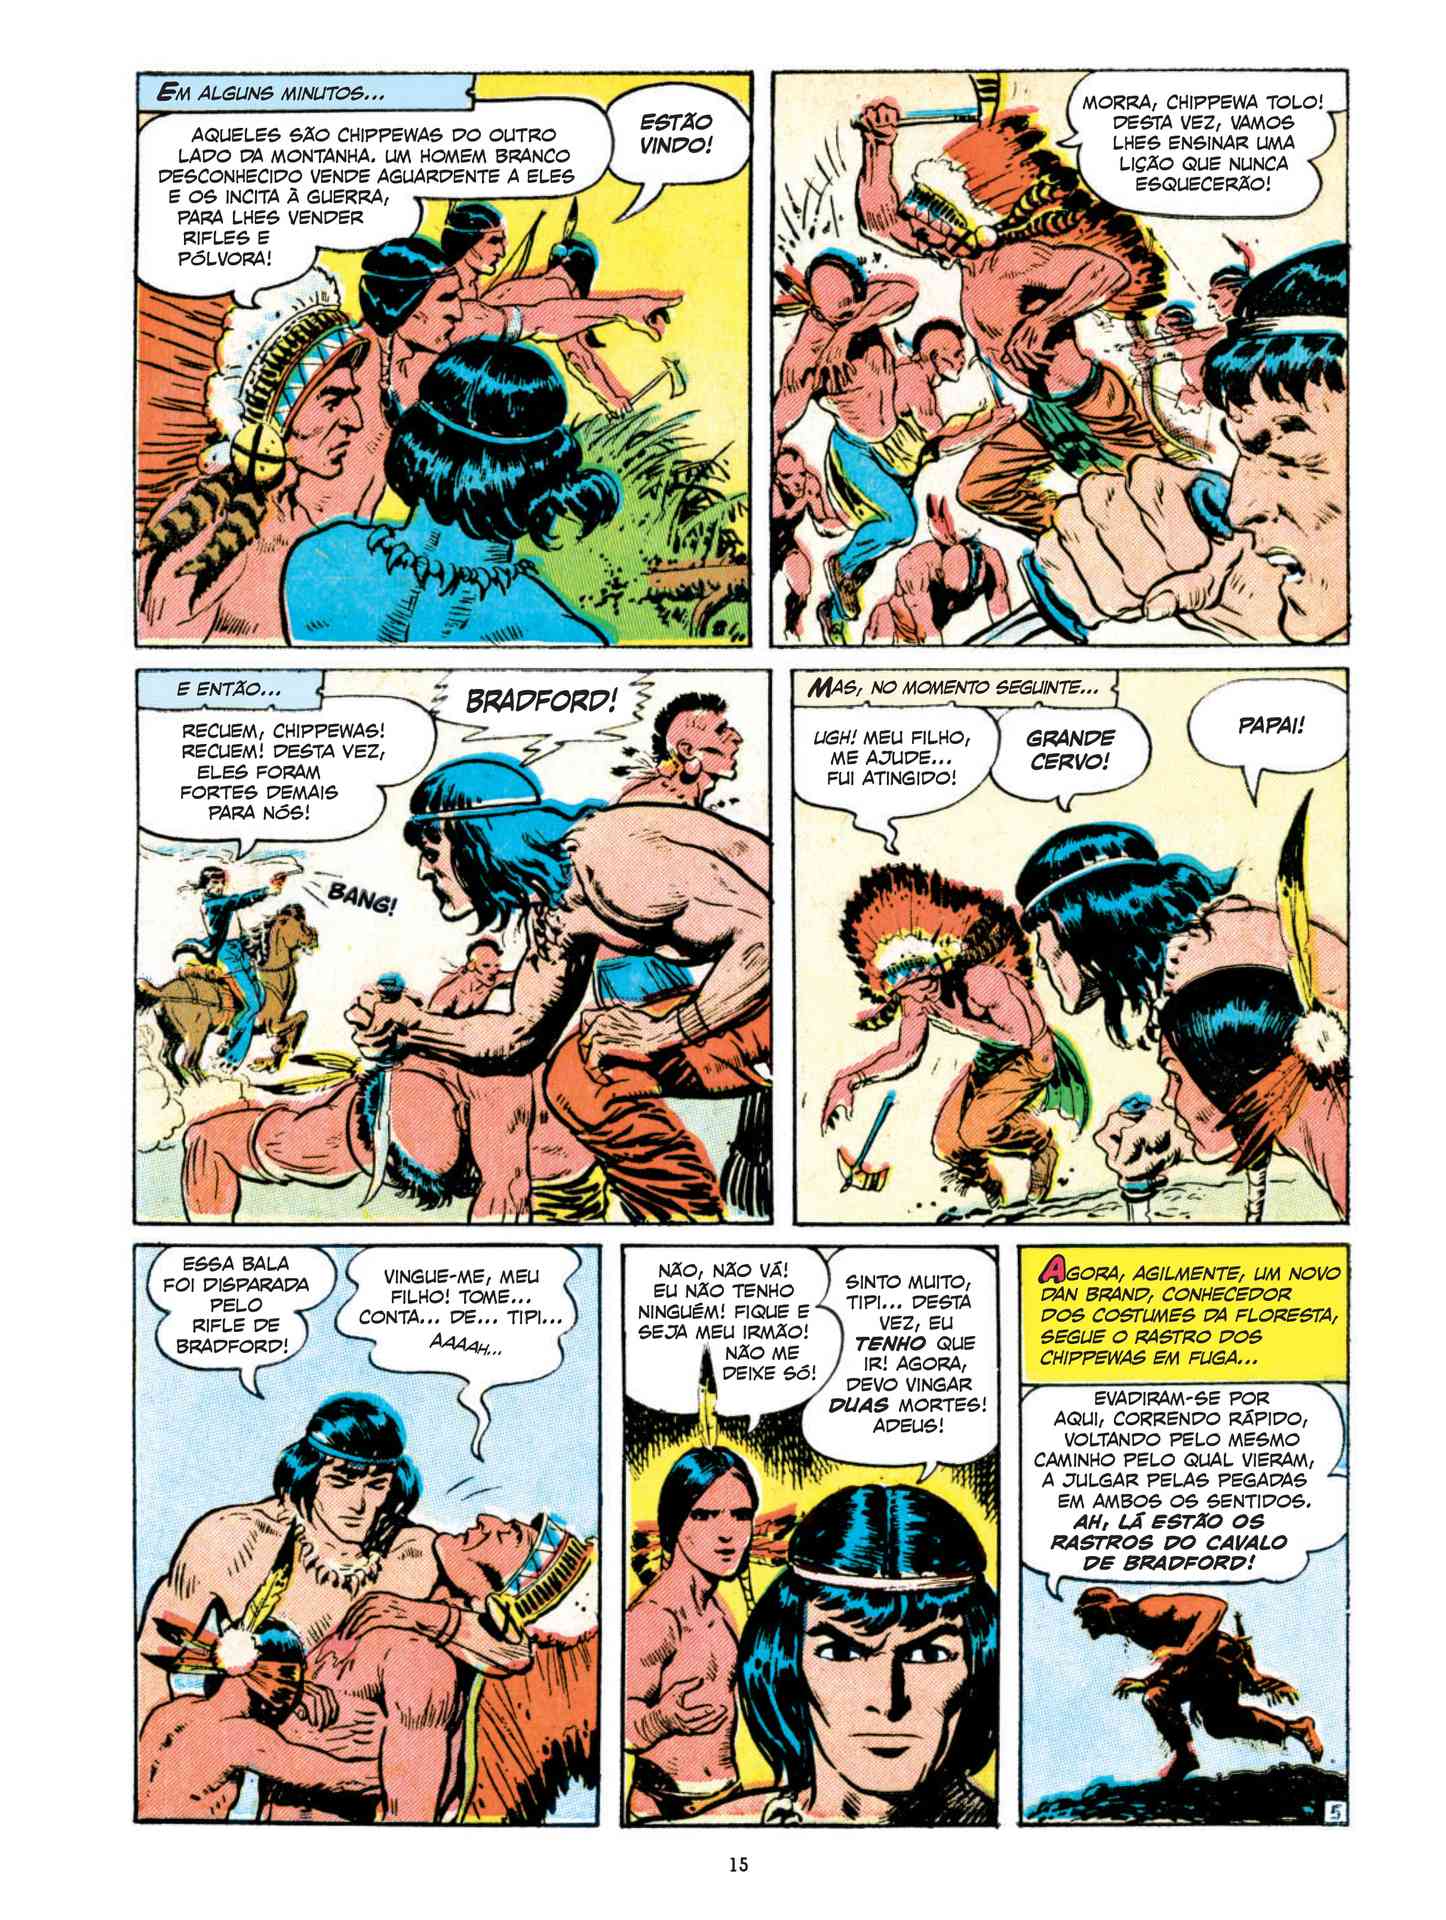 EM ALGUNS MINUTOS...
AQUELES SÃO CHIPPEWAS DO OUTRO
LADO DA MONTANHA. UM HOMEM BRANCO
DESCONHECIDO VENDE AGUARDENTE A ELES
E OS INCITA À GUERRA,
PARA LHES VENDER
RIFLES E
PÓLVORA!
ESTÃO
VINDO!
MORRA, CHIPPEWA TOLO!
DESTA VEZ, VAMOS
LHES ENSINAR UMA
LIÇÃO QUE NUNCA
ESQUECERÃO!
E ENTÃO...
RECUEM, CHIPPEWAS!
RECUEM! DESTA VEZ,
ELES FORAM
FORTES DEMAIS
PARA NÓS!
BRADFORD!
BANG!
MAS, NO MOMENTO SEGUINTE...
UGH! MEU FILHO,
ME AJUDE...
FUI ATINGIDO!
GRANDE
CERVO!
PAPAI!
ESSA BALA
FOI DISPARADA
PELO
RIFLE DE
BRADFORD!
VINGUE-ME, MEU
FILHO! TOME...
CONTA... DE... TIPI...
AAAAH...
NÃO, NÃO VÁ!
EU NÃO TENHO
NINGUÉM! FIQUE E
SEJA MEU IRMÃO!
NÃO ME
DEIXE SÓ!
SINTO MUITO,
TIPI... DESTA
VEZ, EU
TENHO QUE
IR! AGORA,
DEVO VINGAR
DUAS MORTES!
ADEUS!
AGORA, AGILMENTE, UM NOVO
DAN BRAND, CONHECEDOR
DOS COSTUMES DA FLORESTA,
SEGUE O RASTRO DOS
CHIPPEWAS EM FUGA...
EVADIRAM-SE POR
AQUI, CORRENDO RÁPIDO,
VOLTANDO PELO MESMO
CAMINHO PELO QUAL VIERAM,
A JULGAR PELAS PEGADAS
EM AMBOS OS SENTIDOS.
AH, LÁ ESTÃO OS
RASTROS DO CAVALO
DE BRADFORD!
5
15